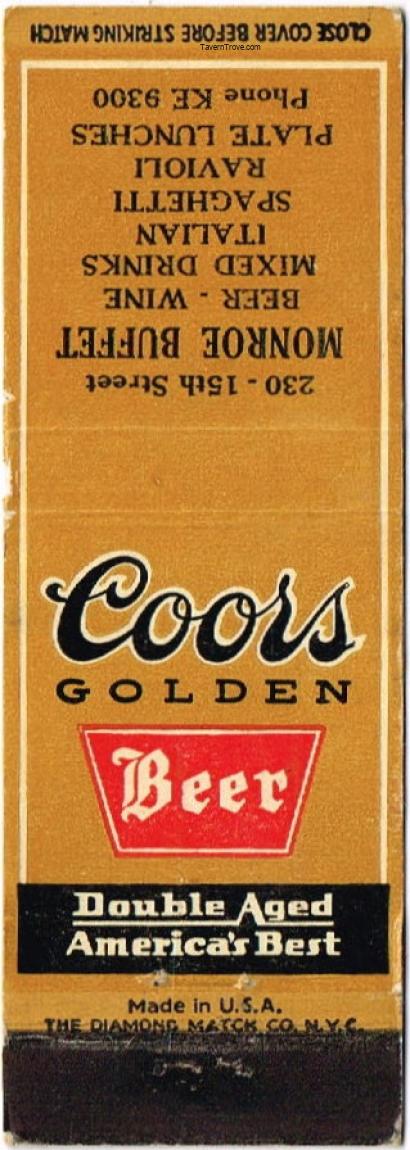 CLOSE COVER BEFORE STRIKING MATCH
TavernTrove.com
230 - 15th Street
MONROE BUFFET
BEER - WINE
MIXED DRINKS
ITALIAN
SPAGHETTI
RAVIOLI
PLATE LUNCHES
Phone KE 9300
Coors
GOLDEN
Beer
Double Aged
America's Best
Made in U.S.A.
THE DIAMOND MATCH CO. N.Y.C.